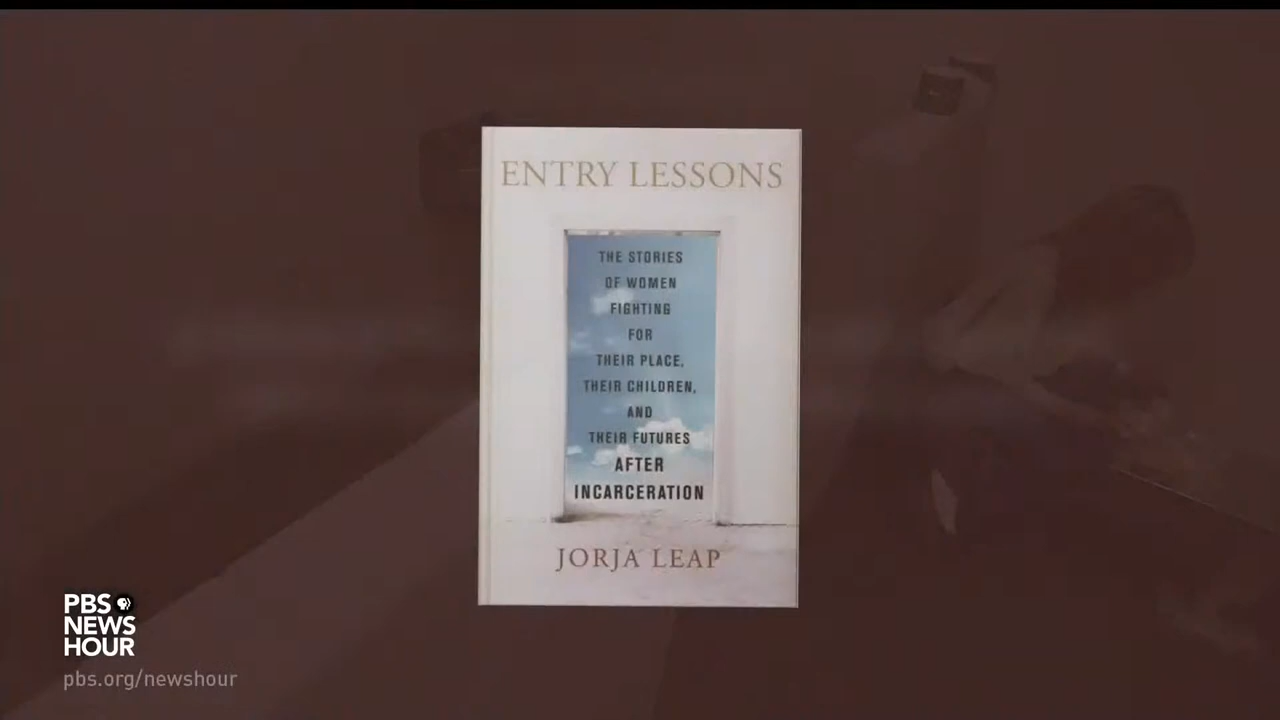 ENTRY LESSONS
THE STORIES
OF WOMEN
FIGHTING
FOR
THEIR PLACE,
THEIR CHILDREN,
AND
THEIR FUTURES
AFTER
INCARCERATION
JORJA LEAP
PBS
NEWS
HOUR
pbs.org/newshour